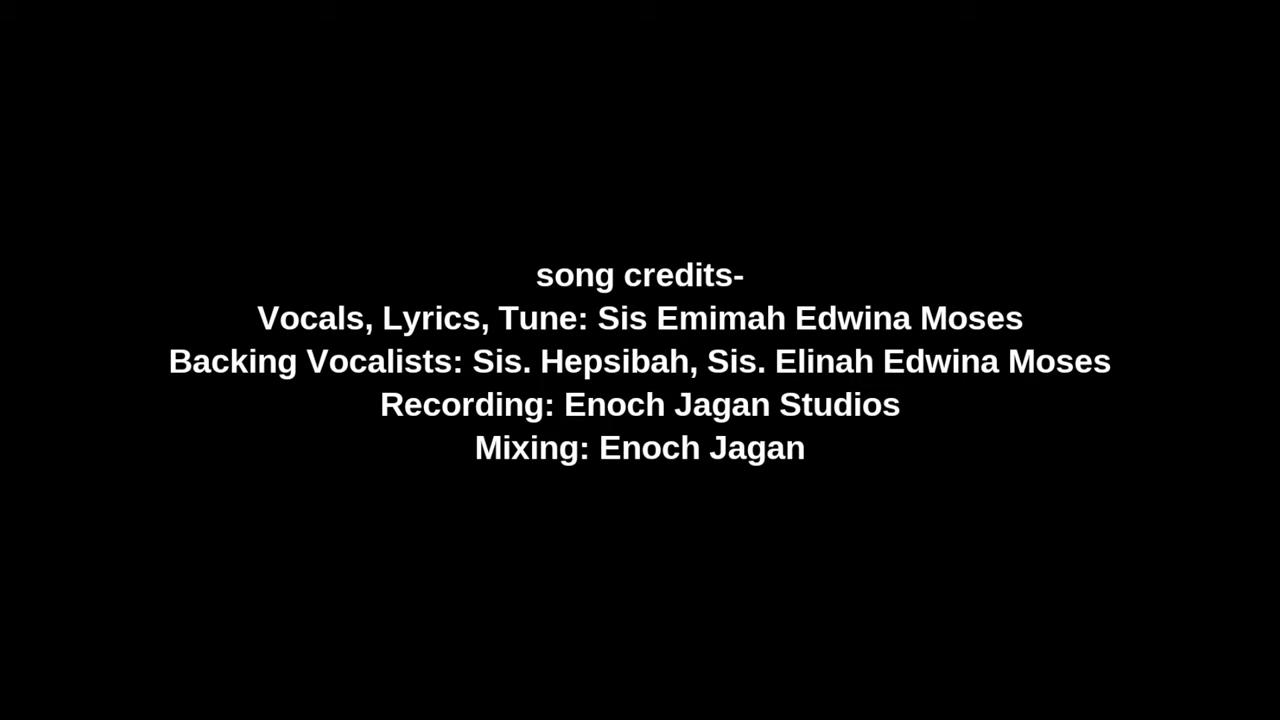 song credits-
Vocals, Lyrics, Tune: Sis Emimah Edwina Moses
Backing Vocalists: Sis. Hepsibah, Sis. Elinah Edwina Moses
Recording: Enoch Jagan Studios
Mixing: Enoch Jagan